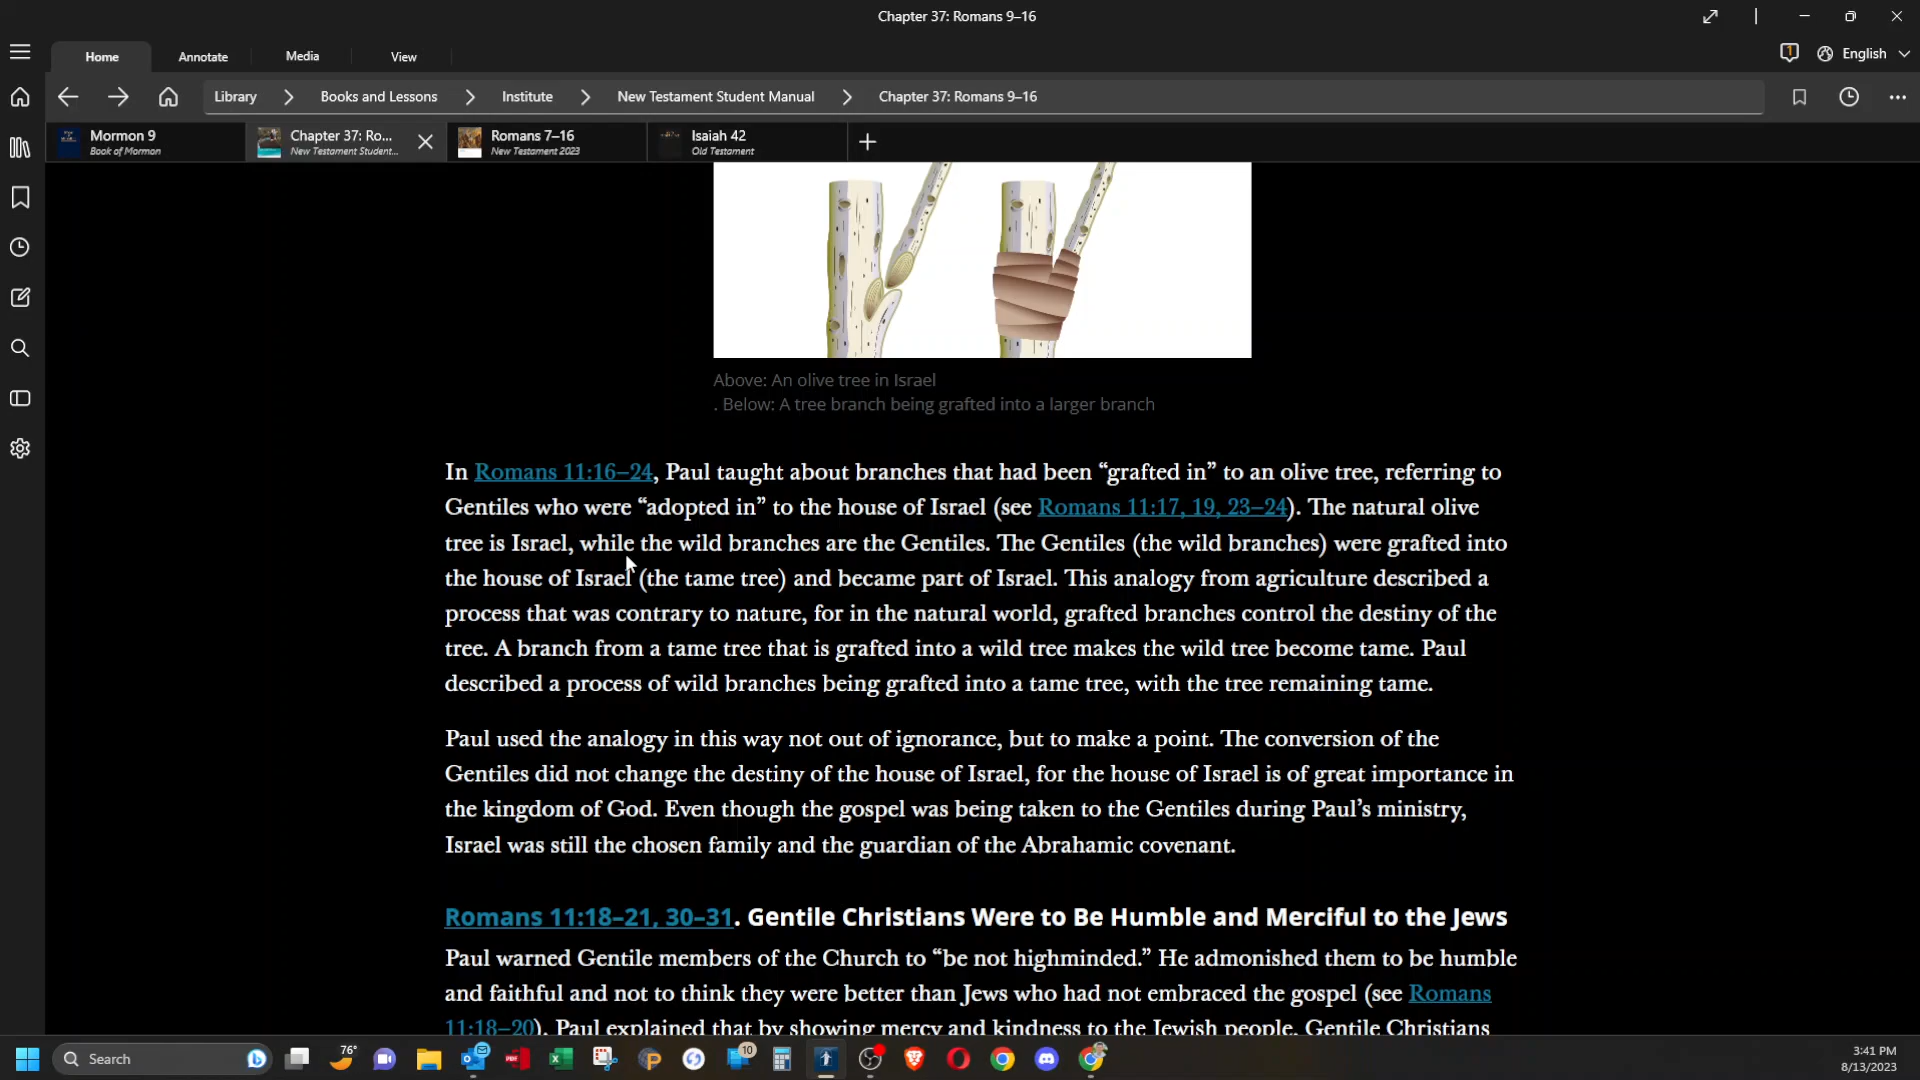 Chapter 37: Romans 9–16
Home
Annotate
Media
View
1
English
Library
Books and Lessons
Institute
New Testament Student Manual
Chapter 37: Romans 9–16
Mormon 9
Book of Mormon
Chapter 37: Ro...
New Testament Student...
Romans 7–16
New Testament 2023
Isaiah 42
Old Testament
Above: An olive tree in Israel
. Below: A tree branch being grafted into a larger branch
In Romans 11:16–24, Paul taught about branches that had been “grafted in” to an olive tree, referring to
Gentiles who were “adopted in” to the house of Israel (see Romans 11:17, 19, 23–24). The natural olive
tree is Israel, while the wild branches are the Gentiles. The Gentiles (the wild branches) were grafted into
the house of Israel (the tame tree) and became part of Israel. This analogy from agriculture described a
process that was contrary to nature, for in the natural world, grafted branches control the destiny of the
tree. A branch from a tame tree that is grafted into a wild tree makes the wild tree become tame. Paul
described a process of wild branches being grafted into a tame tree, with the tree remaining tame.
Paul used the analogy in this way not out of ignorance, but to make a point. The conversion of the
Gentiles did not change the destiny of the house of Israel, for the house of Israel is of great importance in
the kingdom of God. Even though the gospel was being taken to the Gentiles during Paul’s ministry,
Israel was still the chosen family and the guardian of the Abrahamic covenant.
Romans 11:18–21, 30–31. Gentile Christians Were to Be Humble and Merciful to the Jews
Paul warned Gentile members of the Church to “be not highminded.” He admonished them to be humble
and faithful and not to think they were better than Jews who had not embraced the gospel (see Romans
11:18–20). Paul explained that by showing mercy and kindness to the Jewish people, Gentile Christians
Search
76°
PDF
10
3:41 PM
8/13/2023